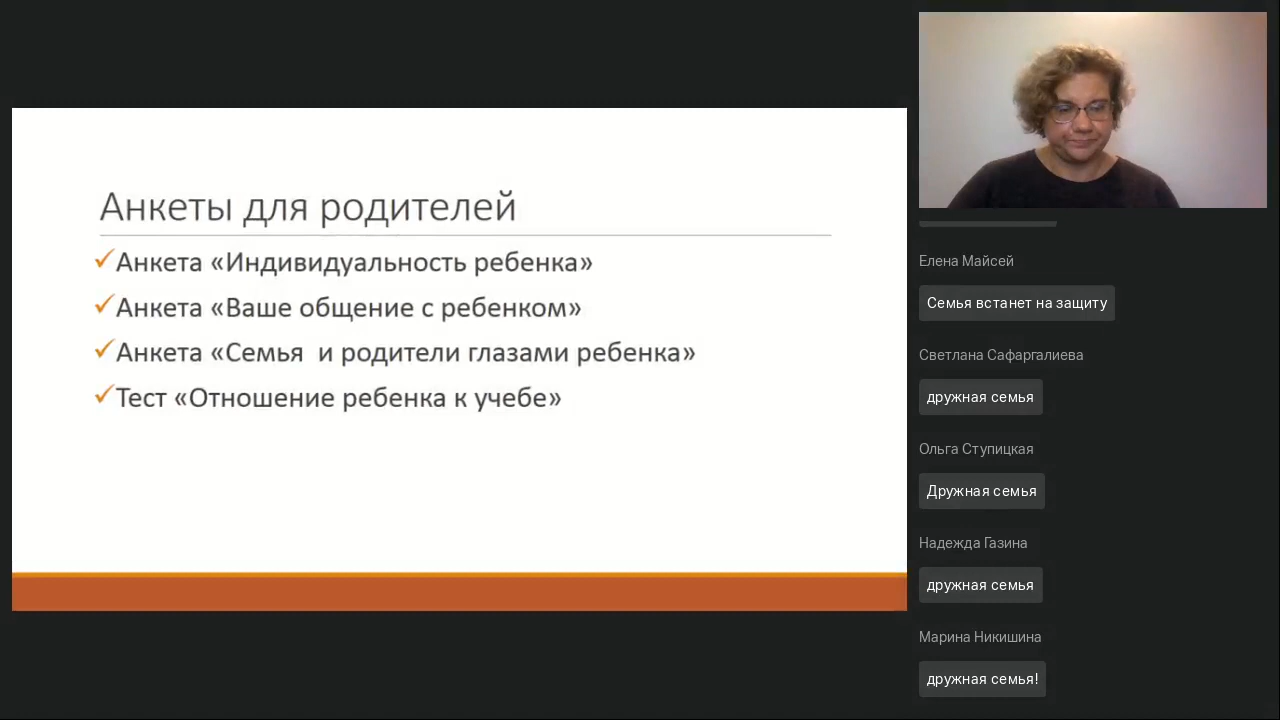 Анкеты для родителей
✓Анкета «Индивидуальность ребенка»
✓Анкета «Ваше общение с ребенком»
✓Анкета «Семья и родители глазами ребенка»
✓Тест «Отношение ребенка к учебе»
Елена Майсей
Семья встанет на защиту
Светлана Сафаргалиева
дружная семья
Ольга Ступицкая
Дружная семья
Надежда Газина
дружная семья
Марина Никишина
дружная семья!